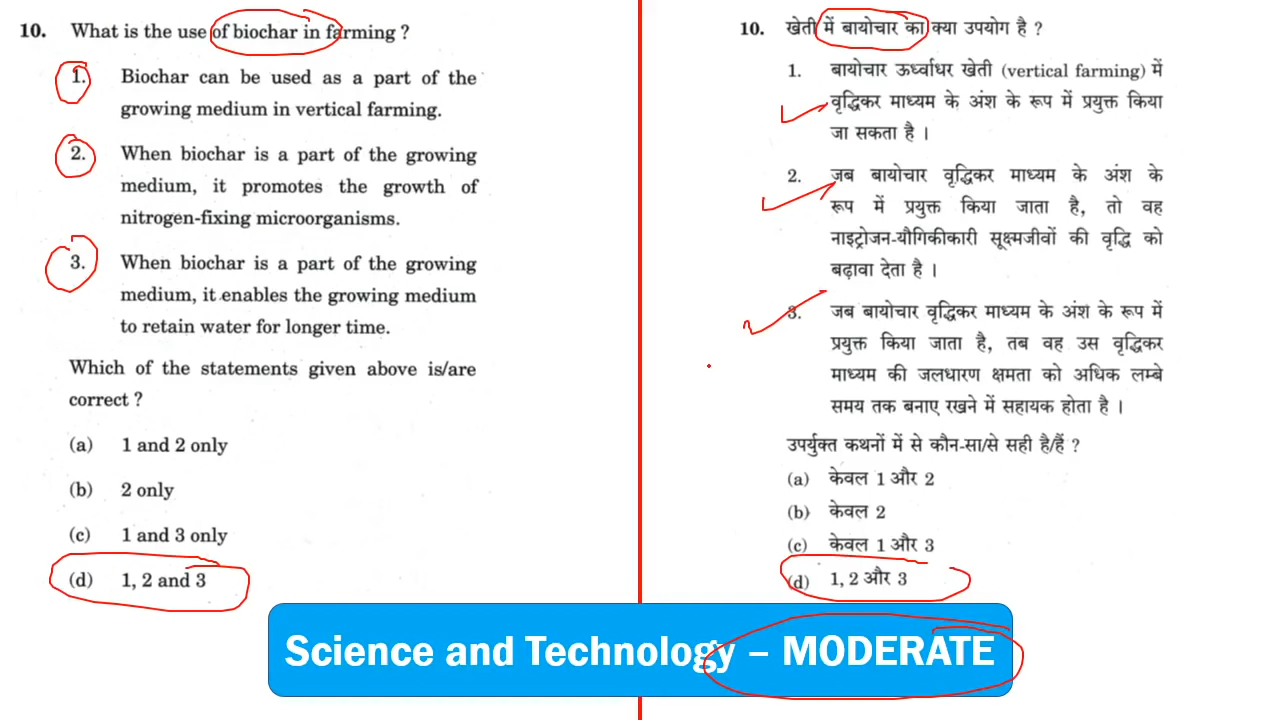 10. What is the use of biochar in farming ?
1. Biochar can be used as a part of the
growing medium in vertical farming.
2. When biochar is a part of the growing
medium, it promotes the growth of
nitrogen-fixing microorganisms.
3. When biochar is a part of the growing
medium, it enables the growing medium
to retain water for longer time.
Which of the statements given above is/are
correct ?
(a) 1 and 2 only
(b) 2 only
(c) 1 and 3 only
(d) 1, 2 and 3
10. खेती में बायोचार का क्या उपयोग है ?
1. बायोचार ऊर्ध्वाधर खेती (vertical farming) में
वृद्धिकर माध्यम के अंश के रूप में प्रयुक्त किया
जा सकता है ।
2. जब बायोचार वृद्धिकर माध्यम के अंश के
रूप में प्रयुक्त किया जाता है, तो वह
नाइट्रोजन-यौगिकीकारी सूक्ष्मजीवों की वृद्धि को
बढ़ावा देता है ।
3. जब बायोचार वृद्धिकर माध्यम के अंश के रूप में
प्रयुक्त किया जाता है, तब वह उस वृद्धिकर
माध्यम की जलधारण क्षमता को अधिक लम्बे
समय तक बनाए रखने में सहायक होता है ।
उपर्युक्त कथनों में से कौन-सा/से सही है/हैं ?
(a) केवल 1 और 2
(b) केवल 2
(c) केवल 1 और 3
(d) 1, 2 और 3
Science and Technology – MODERATE